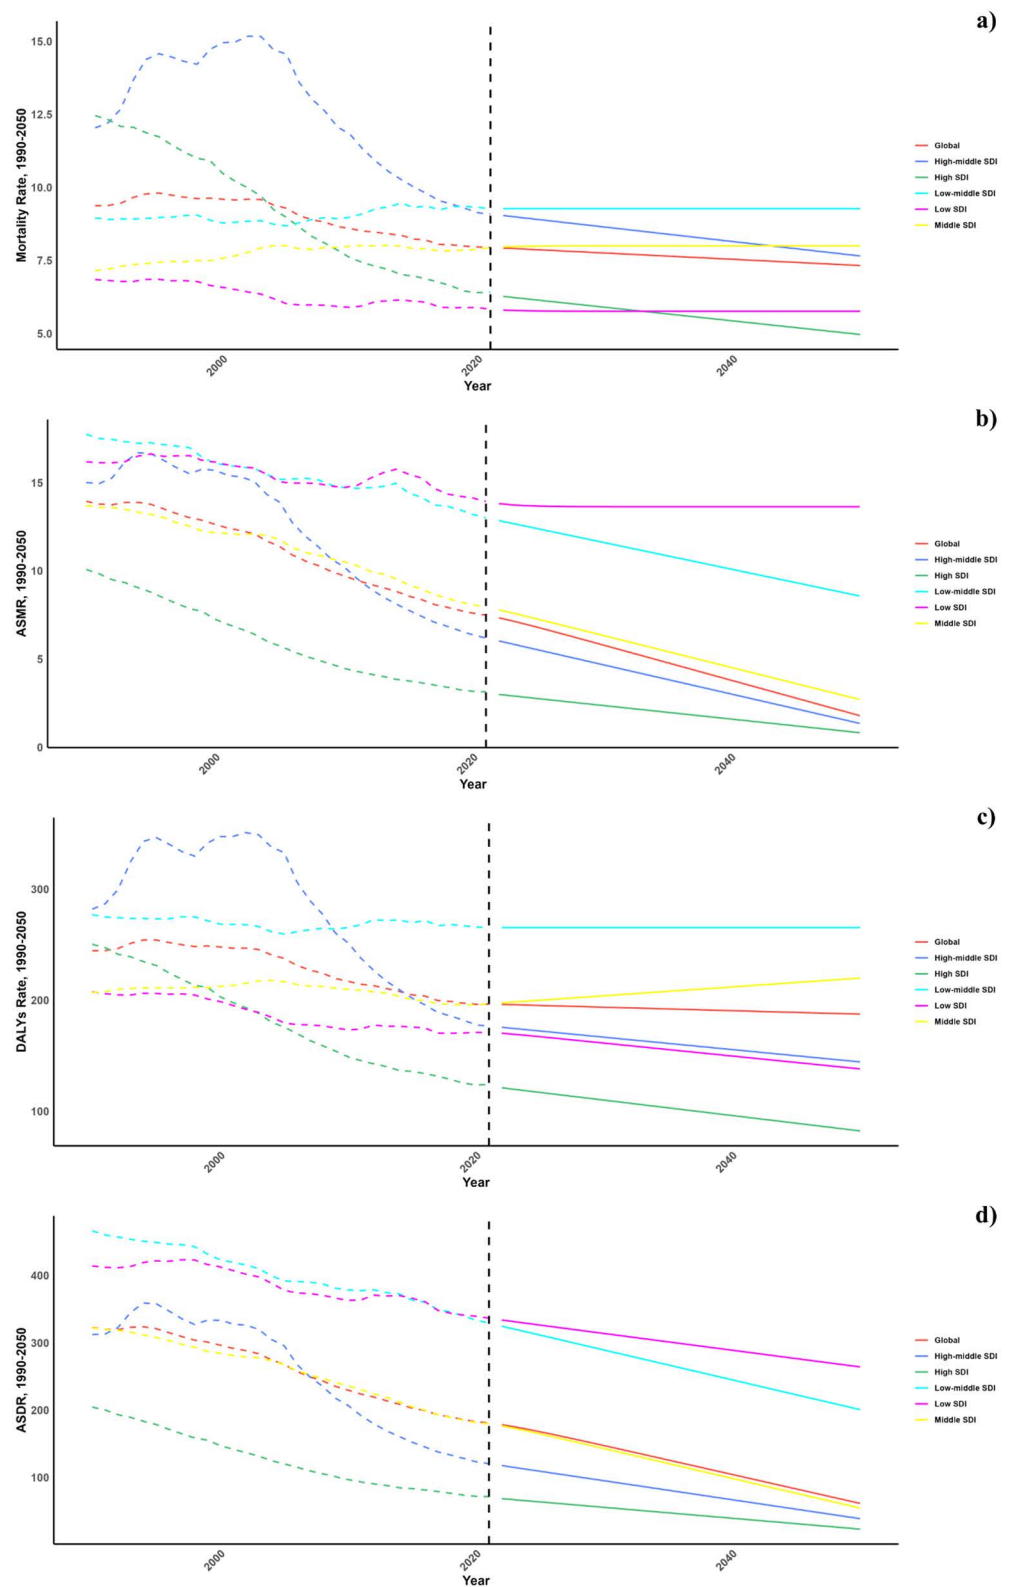 a)
Mortality Rate, 1990-2050
15.0
12.5
10.0
7.5
5.0
2000
2020
2040
Year
Global
High-middle SDI
High SDI
Low-middle SDI
Low SDI
Middle SDI
b)
ASMR, 1990-2050
15
10
5
0
2000
2020
2040
Year
Global
High-middle SDI
High SDI
Low-middle SDI
Low SDI
Middle SDI
c)
DALYs Rate, 1990-2050
300
200
100
2000
2020
2040
Year
Global
High-middle SDI
High SDI
Low-middle SDI
Low SDI
Middle SDI
d)
ASDR, 1990-2050
400
300
200
100
2000
2020
2040
Year
Global
High-middle SDI
High SDI
Low-middle SDI
Low SDI
Middle SDI